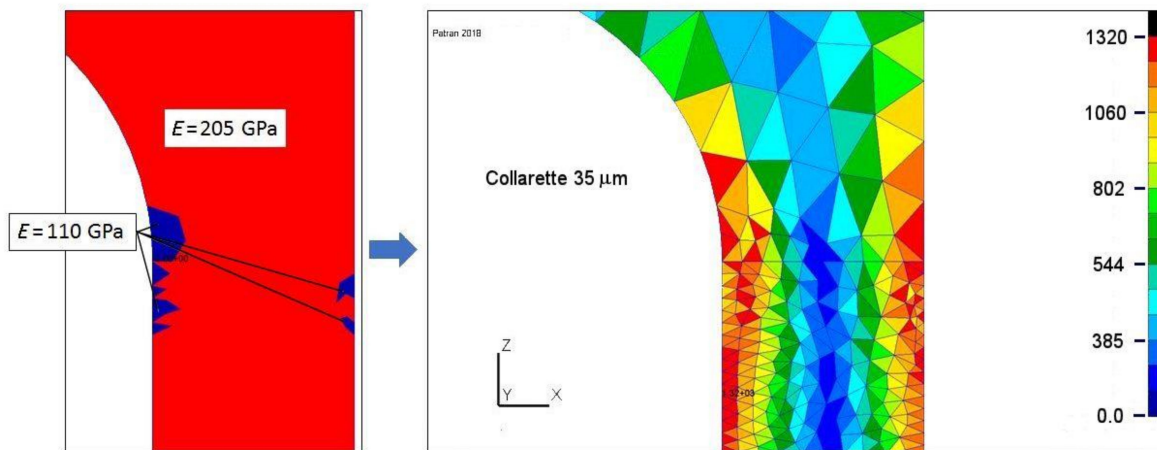 E=205 GPa
E=110 GPa
Patran 2018
Collarette 35 μm
Z
Y X
1320
1060
802
544
385
0.0